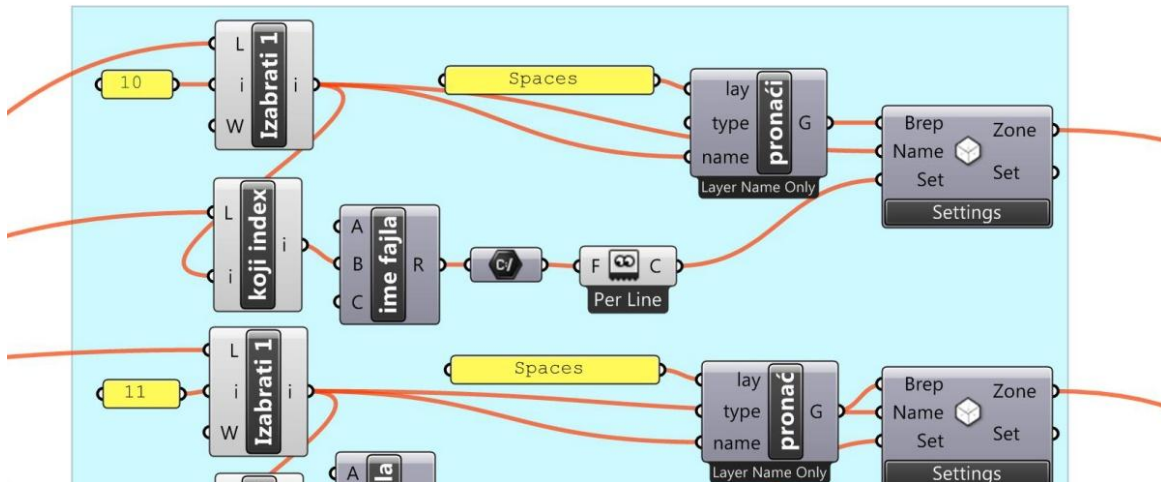 L
i
W
Izabrati 1
i
10
Spaces
lay
type
name
pronaći
G
Layer Name Only
Brep
Name
Set
Zone
Set
Settings
L
i
koji index
i
A
B
C
ime fajla
R
C:/
F
C
Per Line
L
i
W
Izabrati 1
i
11
Spaces
lay
type
name
pronać
G
Layer Name Only
Brep
Name
Set
Zone
Set
Settings
A
la